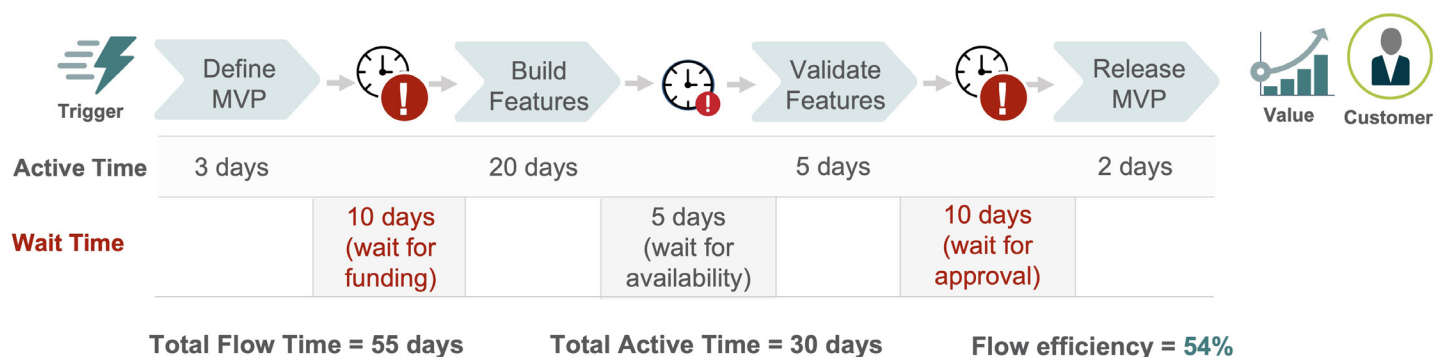 Trigger
Define
MVP
!
Build
Features
!
Validate
Features
!
Release
MVP
Value
Customer
Active Time
3 days
20 days
5 days
2 days
Wait Time
10 days
(wait for
funding)
5 days
(wait for
availability)
10 days
(wait for
approval)
Total Flow Time = 55 days
Total Active Time = 30 days
Flow efficiency = 54%